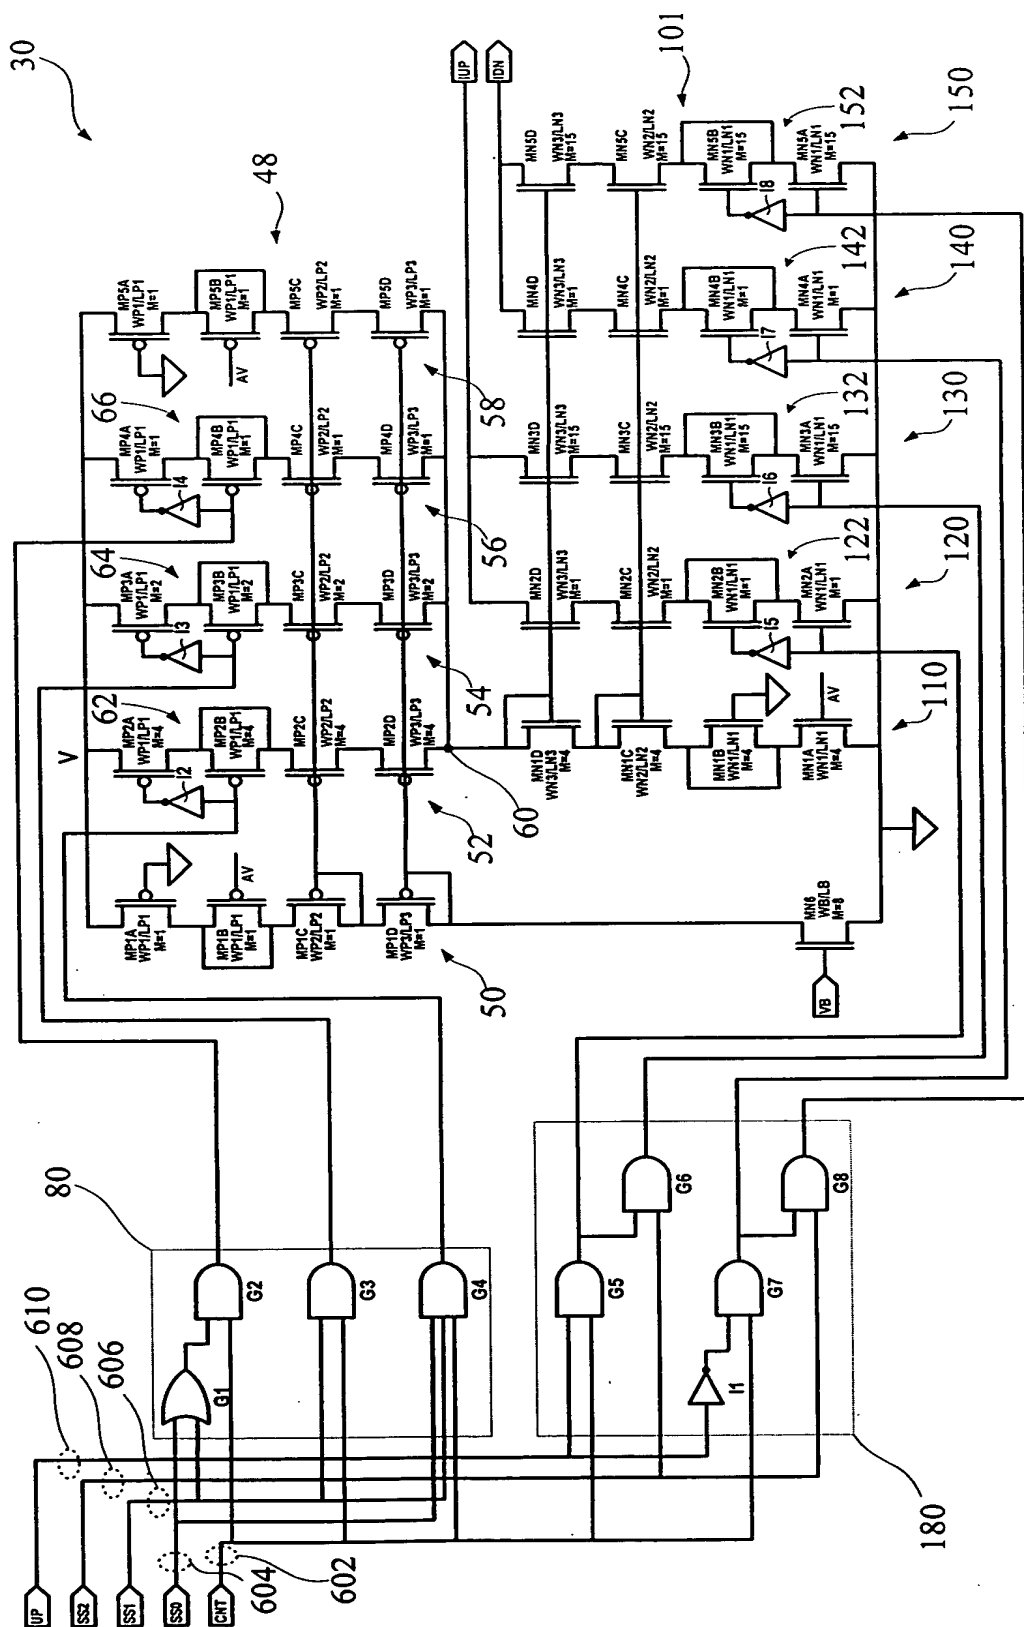 30
UP
SS2
SS1
SS0
CNT
610
608
606
604
602
80
G1
G2
G3
G4
180
I1
G5
G6
G7
G8
48
V
MP1A
WP1/LP1
M=1
AV
MP1B
WP1/LP1
M=1
MP1C
WP2/LP2
M=1
MP1D
WP3/LP3
M=1
50
62
MP2A
WP1/LP1
M=4
I2
MP2B
WP1/LP1
M=4
MP2C
WP2/LP2
M=4
MP2D
WP3/LP3
M=4
52
64
MP3A
WP1/LP1
M=2
I3
MP3B
WP1/LP1
M=2
MP3C
WP2/LP2
M=2
MP3D
WP3/LP3
M=2
54
66
MP4A
WP1/LP1
M=1
I4
MP4B
WP1/LP1
M=1
MP4C
WP2/LP2
M=1
MP4D
WP3/LP3
M=1
56
MP5A
WP1/LP1
M=1
AV
MP5B
WP1/LP1
M=1
MP5C
WP2/LP2
M=1
MP5D
WP3/LP3
M=1
58
60
IUP
IDN
101
VB
MN6
WB/LB
M=8
MN1D
WN3/LN3
M=4
MN1C
WN2/LN2
M=4
MN1B
WN1/LN1
M=4
AV
MN1A
WN1/LN1
M=4
110
MN2D
WN3/LN3
M=1
MN2C
WN2/LN2
M=1
MN2B
WN1/LN1
M=1
I5
MN2A
WN1/LN1
M=1
122
120
MN3D
WN3/LN3
M=15
MN3C
WN2/LN2
M=15
MN3B
WN1/LN1
M=15
I6
MN3A
WN1/LN1
M=15
132
130
MN4D
WN3/LN3
M=1
MN4C
WN2/LN2
M=1
MN4B
WN1/LN1
M=1
I7
MN4A
WN1/LN1
M=1
142
140
MN5D
WN3/LN3
M=15
MN5C
WN2/LN2
M=15
MN5B
WN1/LN1
M=15
I8
MN5A
WN1/LN1
M=15
152
150